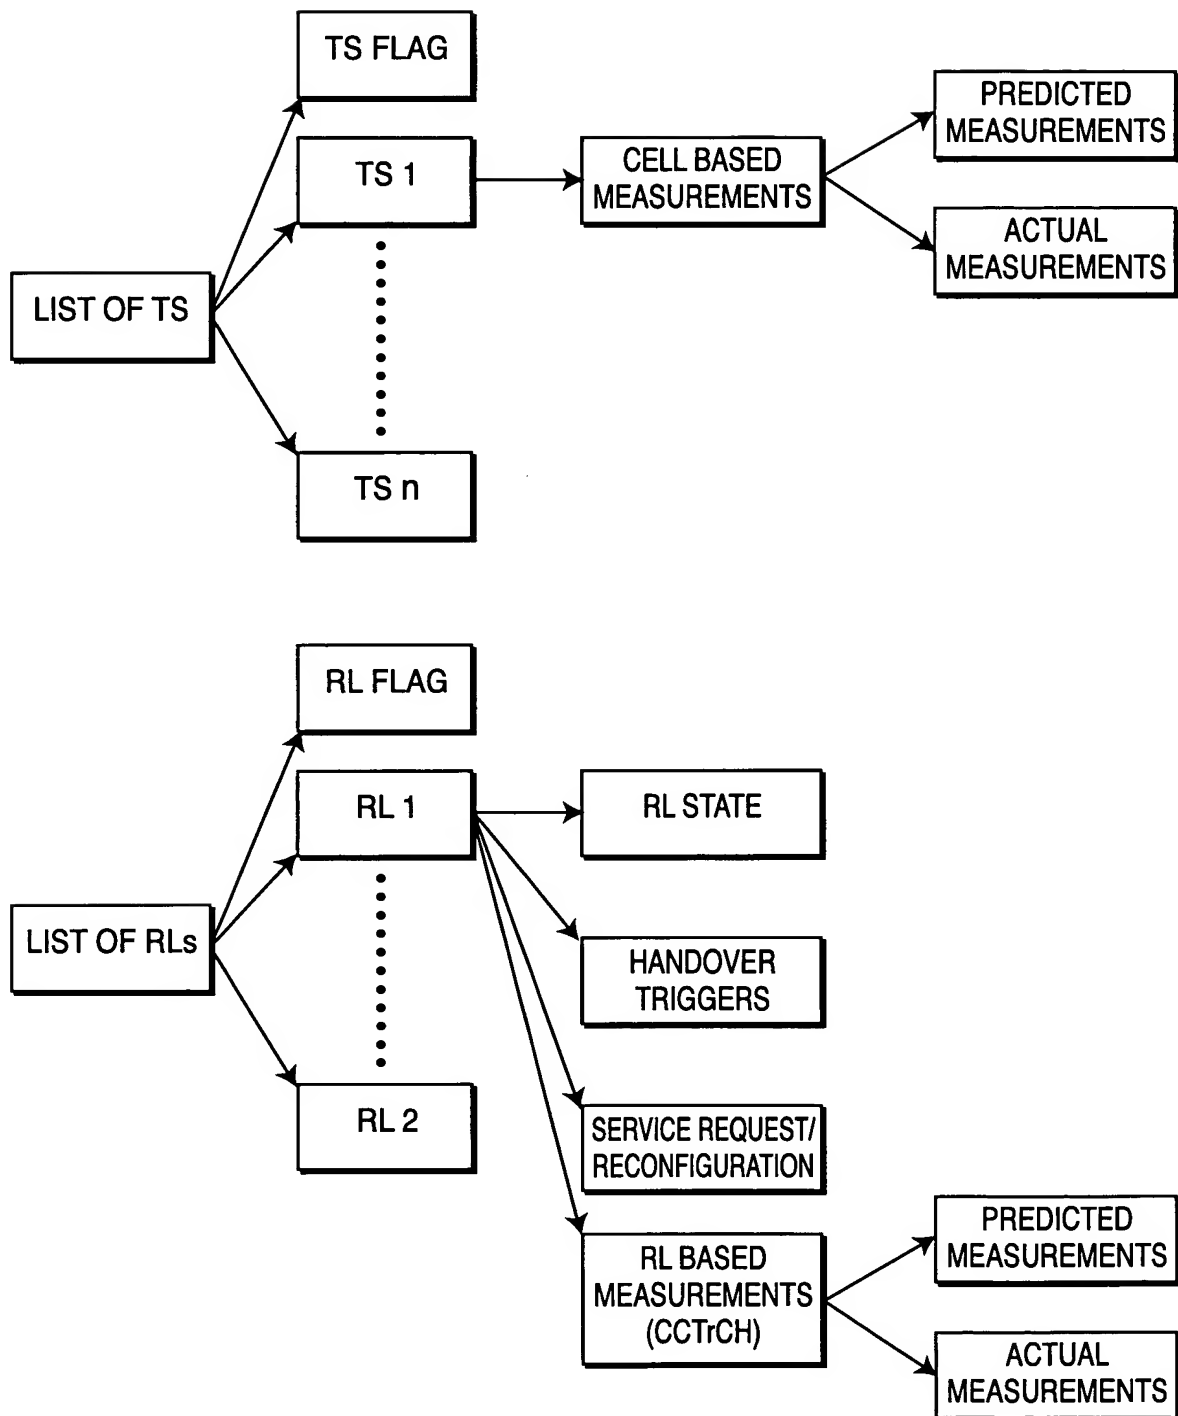 TS FLAG
TS 1
CELL BASED
MEASUREMENTS
PREDICTED
MEASUREMENTS
ACTUAL
MEASUREMENTS
LIST OF TS
TS n
RL FLAG
RL 1
RL STATE
LIST OF RLs
HANDOVER
TRIGGERS
RL 2
SERVICE REQUEST/
RECONFIGURATION
RL BASED
MEASUREMENTS
(CCTrCH)
PREDICTED
MEASUREMENTS
ACTUAL
MEASUREMENTS